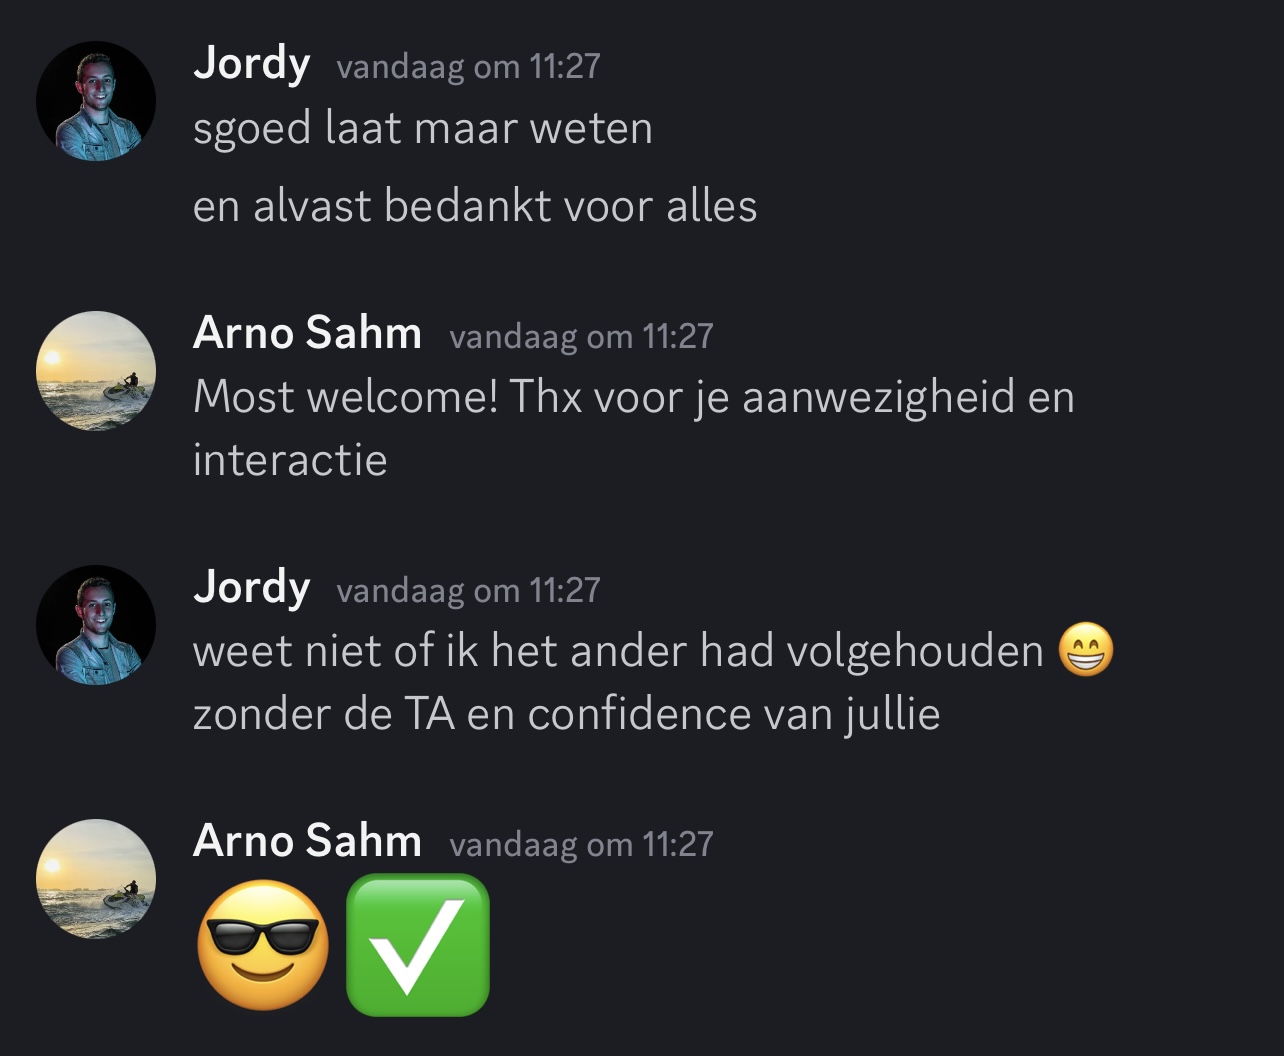 Jordy vandaag om 11:27
sgoed laat maar weten
en alvast bedankt voor alles
Arno Sahm vandaag om 11:27
Most welcome! Thx voor je aanwezigheid en
interactie
Jordy vandaag om 11:27
weet niet of ik het ander had volgehouden 😁
zonder de TA en confidence van jullie
Arno Sahm vandaag om 11:27
😎 ✅